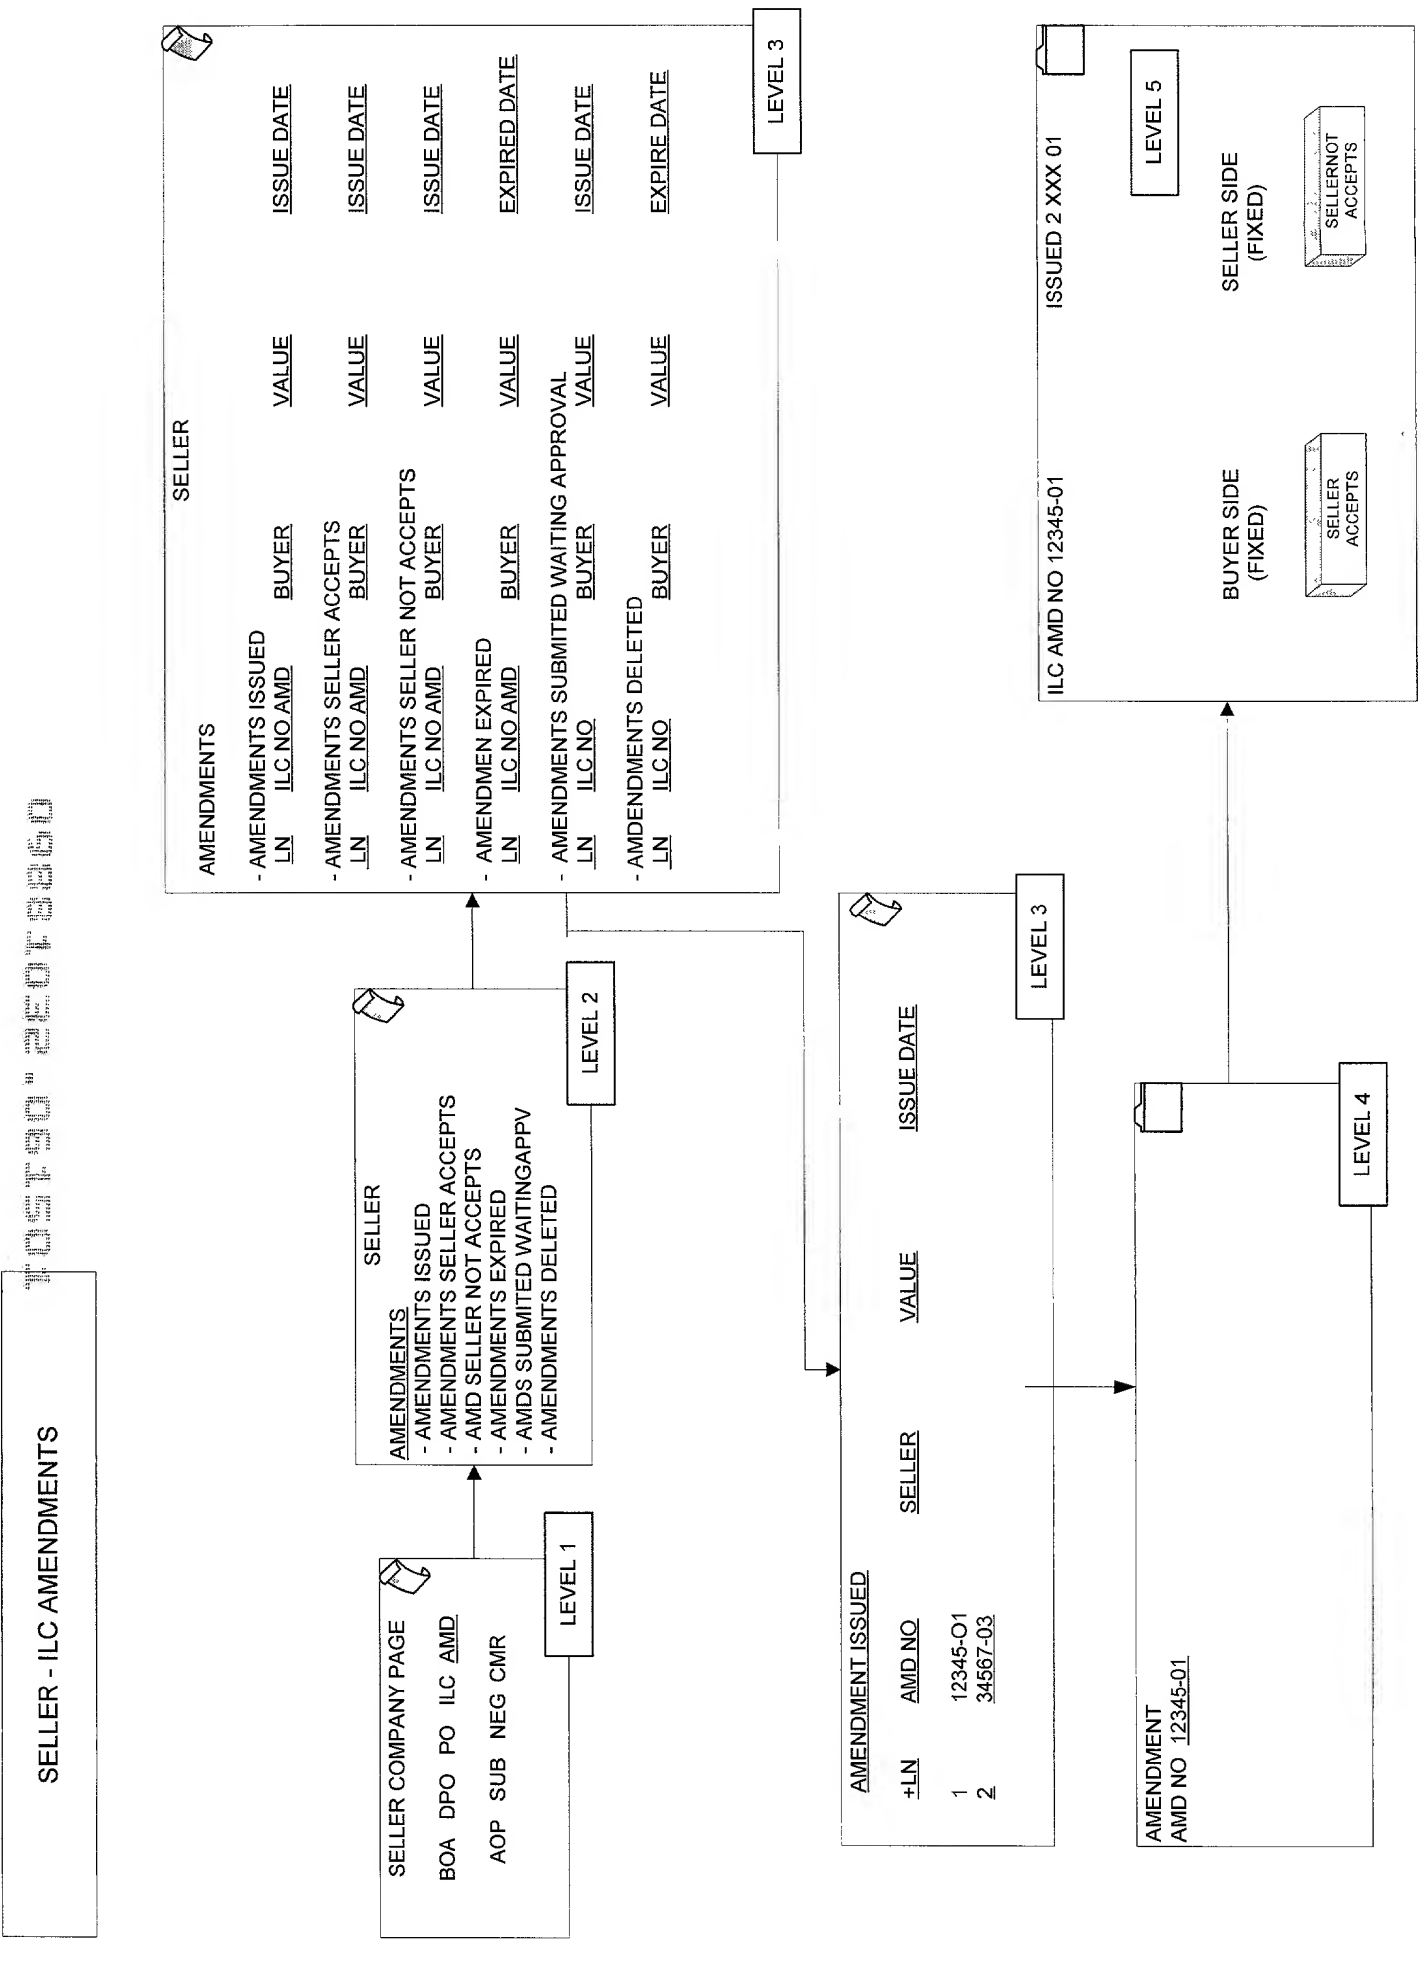 SELLER - ILC AMENDMENTS
SELLER COMPANY PAGE
BOA DPO PO ILC AMD
AOP SUB NEG CMR
LEVEL 1
SELLER
AMENDMENTS
- AMENDMENTS ISSUED
- AMENDMENTS SELLER ACCEPTS
- AMD SELLER NOT ACCEPTS
- AMENDMENTS EXPIRED
- AMDS SUBMITED WAITINGAPPV
- AMENDMENTS DELETED
LEVEL 2
SELLER
AMENDMENTS
- AMENDMENTS ISSUED
LN ILC NO AMD BUYER VALUE ISSUE DATE
- AMENDMENTS SELLER ACCEPTS
LN ILC NO AMD BUYER VALUE ISSUE DATE
- AMENDMENTS SELLER NOT ACCEPTS
LN ILC NO AMD BUYER VALUE ISSUE DATE
- AMENDMEN EXPIRED
LN ILC NO AMD BUYER VALUE EXPIRED DATE
- AMENDMENTS SUBMITED WAITING APPROVAL
LN ILC NO BUYER VALUE ISSUE DATE
- AMDENDMENTS DELETED
LN ILC NO BUYER VALUE EXPIRE DATE
LEVEL 3
AMENDMENT ISSUED
+LN AMD NO SELLER VALUE ISSUE DATE
1 12345-O1
2 34567-03
LEVEL 3
AMENDMENT
AMD NO 12345-01
LEVEL 4
ILC AMD NO 12345-01 ISSUED 2 XXX 01
LEVEL 5
BUYER SIDE SELLER SIDE
(FIXED) (FIXED)
SELLER SELLERNOT
ACCEPTS ACCEPTS